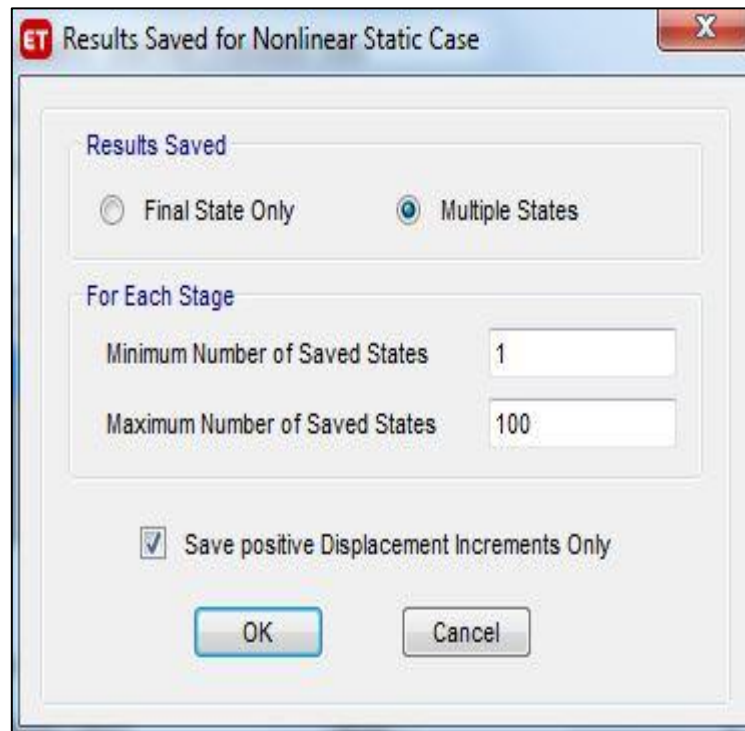 ET Results Saved for Nonlinear Static Case X
Results Saved
Final State Only Multiple States
For Each Stage
Minimum Number of Saved States 1
Maximum Number of Saved States 100
Save positive Displacement Increments Only
OK Cancel